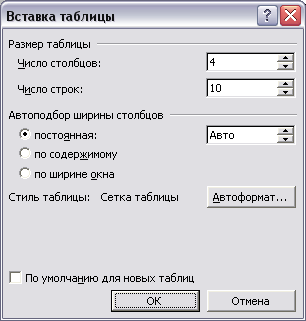 Вставка таблицы
Размер таблицы
Число столбцов: 4
Число строк: 10
Автоподбор ширины столбцов
постоянная: Авто
по содержимому
по ширине окна
Стиль таблицы: Сетка таблицы Автоформат...
По умолчанию для новых таблиц
ОК Отмена